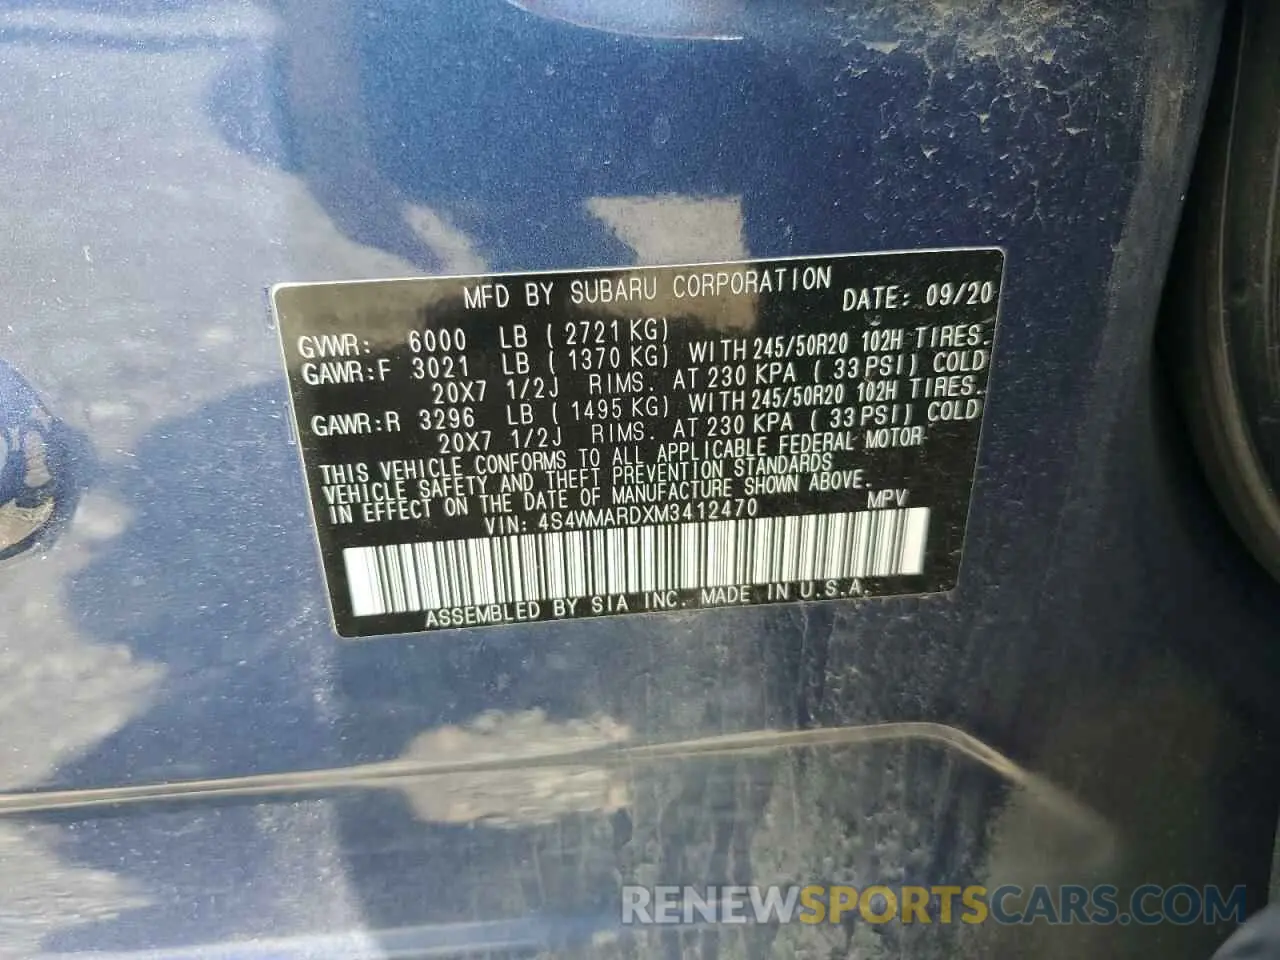 MFD BY SUBARU CORPORATION
DATE: 09/20
GVWR: 6000 LB ( 2721 KG)
GAWR:F 3021 LB ( 1370 KG) WITH 245/50R20 102H TIRES.
20X7 1/2J RIMS. AT 230 KPA ( 33 PSI) COLD
GAWR:R 3296 LB ( 1495 KG) WITH 245/50R20 102H TIRES.
20X7 1/2J RIMS. AT 230 KPA ( 33 PSI) COLD
THIS VEHICLE CONFORMS TO ALL APPLICABLE FEDERAL MOTOR
VEHICLE SAFETY AND THEFT PREVENTION STANDARDS
IN EFFECT ON THE DATE OF MANUFACTURE SHOWN ABOVE.
VIN: 4S4WMARDXM3412470 MPV
ASSEMBLED BY SIA INC. MADE IN U.S.A.
RENEWSPORTSCARS.COM